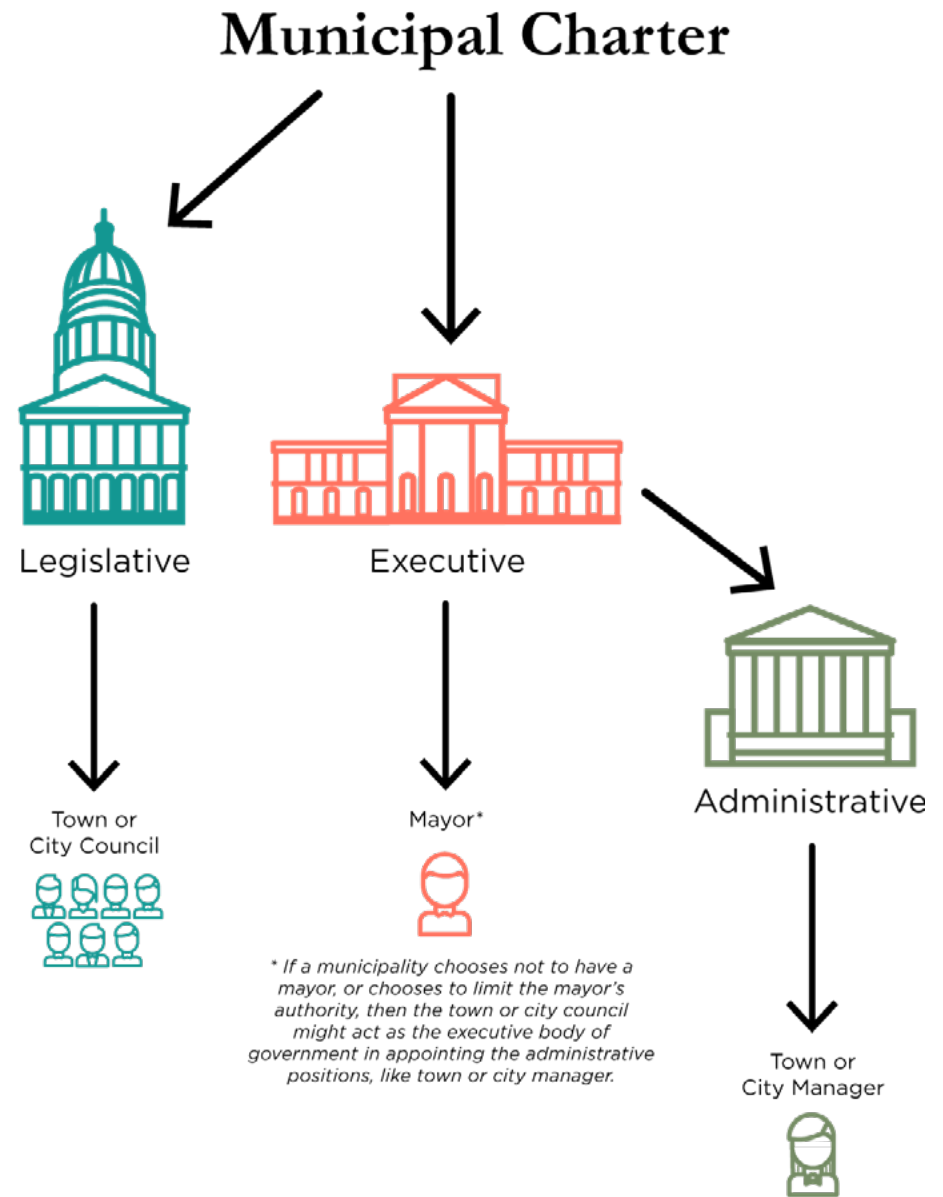 Municipal Charter
Legislative
Executive
Administrative
Town or
City Council
Mayor*
* If a municipality chooses not to have a
mayor, or chooses to limit the mayor's
authority, then the town or city council
might act as the executive body of
government in appointing the administrative
positions, like town or city manager.
Town or
City Manager